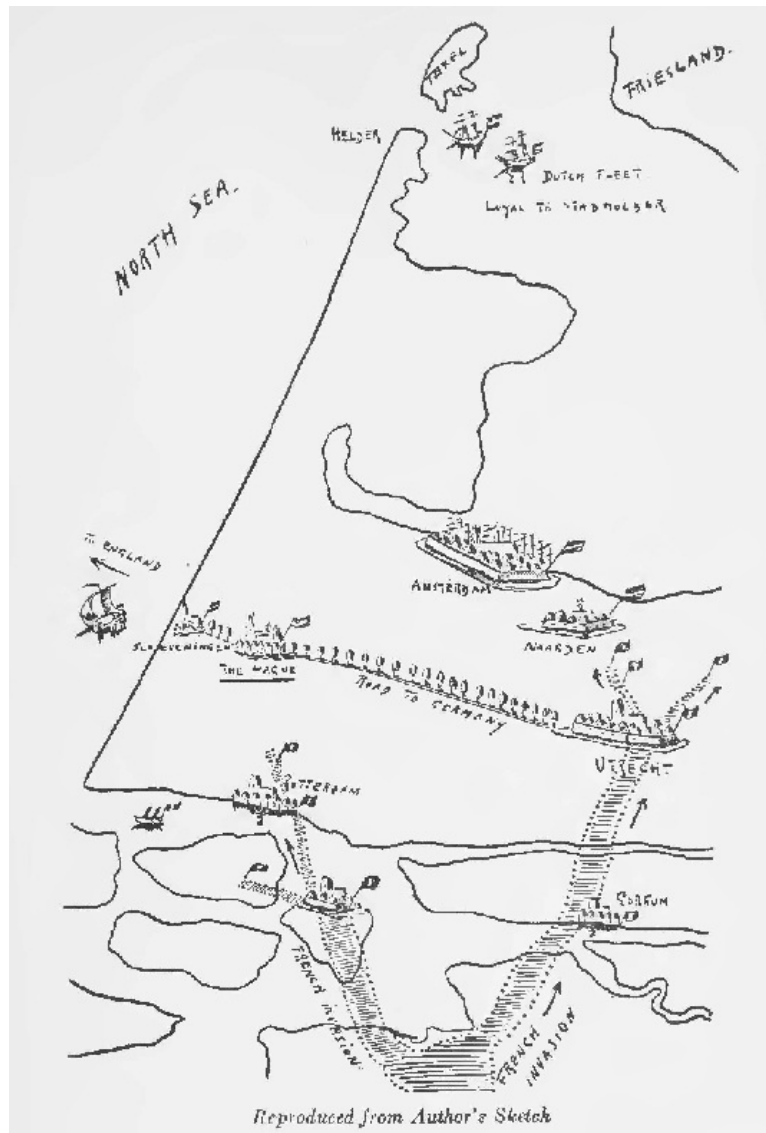 TEXEL
FRIESLAND.
HELDER
DUTCH FLEET
LOYAL TO STADHOLDER
NORTH SEA.
TO ENGLAND
AMSTERDAM
SCHEVENINGEN
THE HAGUE
NAARDEN
ROAD TO GERMANY
UTRECHT
ROTTERDAM
GORKUM
FRENCH INVASION
FRENCH
INVASION
Reproduced from Author's Sketch